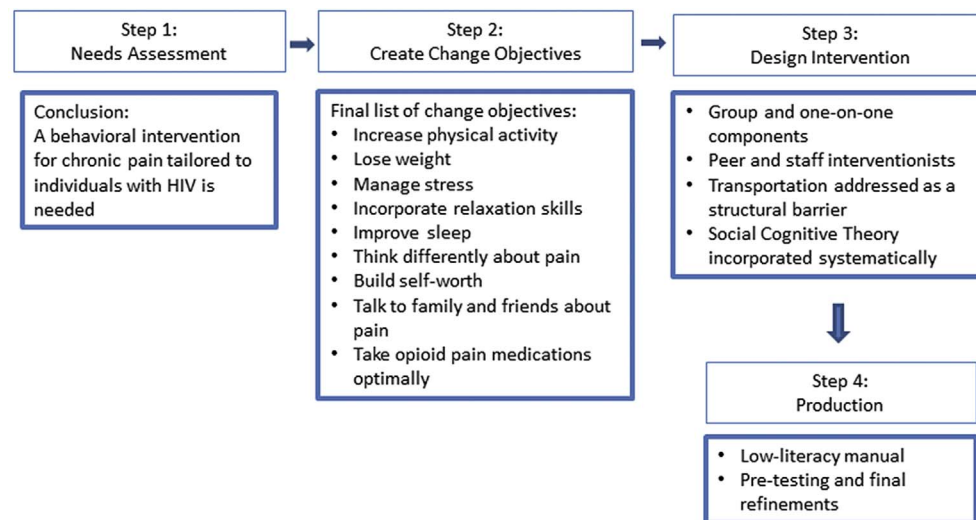 Step 1:
Needs Assessment
Conclusion:
A behavioral intervention
for chronic pain tailored to
individuals with HIV is
needed
Step 2:
Create Change Objectives
Final list of change objectives:
• Increase physical activity
• Lose weight
• Manage stress
• Incorporate relaxation skills
• Improve sleep
• Think differently about pain
• Build self-worth
• Talk to family and friends about
pain
• Take opioid pain medications
optimally
Step 3:
Design Intervention
• Group and one-on-one
components
• Peer and staff interventionists
• Transportation addressed as a
structural barrier
• Social Cognitive Theory
incorporated systematically
Step 4:
Production
• Low-literacy manual
• Pre-testing and final
refinements